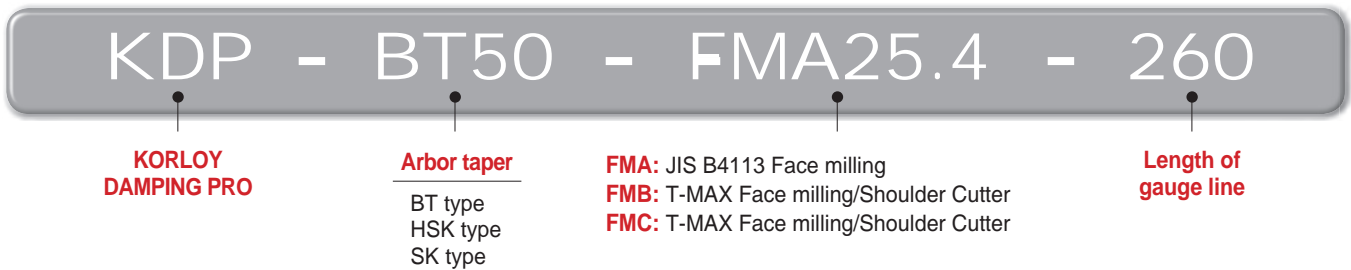 KDP - BT50 - FMA25.4 - 260
KORLOY
DAMPING PRO
Arbor taper
BT type
HSK type
SK type
FMA: JIS B4113 Face milling
FMB: T-MAX Face milling/Shoulder Cutter
FMC: T-MAX Face milling/Shoulder Cutter
Length of
gauge line